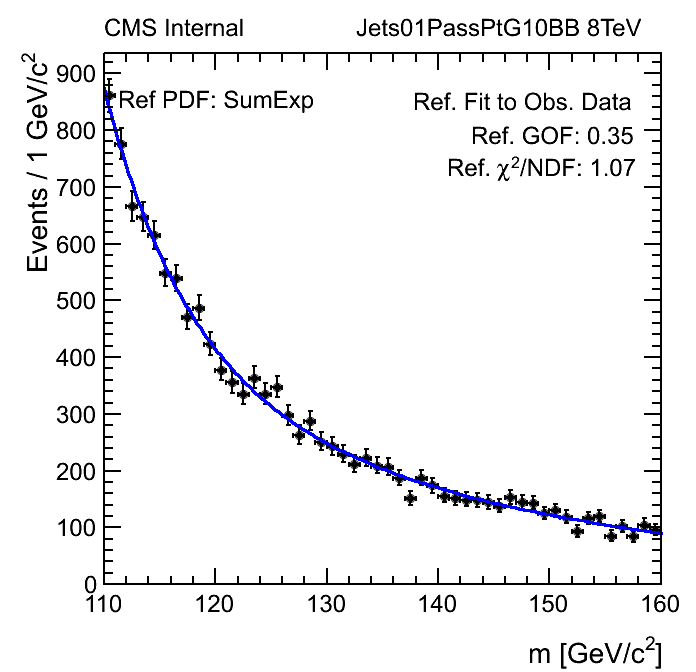 CMS Internal
Jets01PassPtG10BB 8TeV
Events / 1 GeV/c²
900
800
700
600
500
400
300
200
100
0
Ref PDF: SumExp
Ref. Fit to Obs. Data
Ref. GOF: 0.35
Ref. χ²/NDF: 1.07
110
120
130
140
150
160
m [GeV/c²]